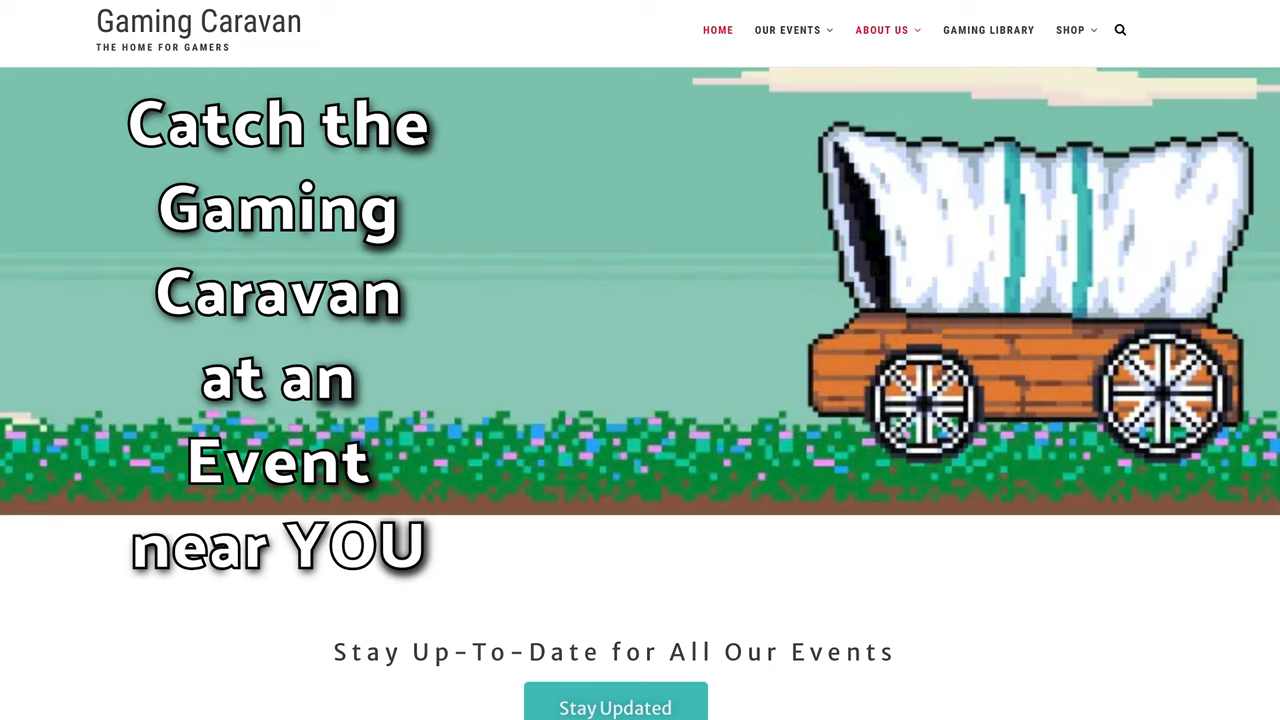 Gaming Caravan
THE HOME FOR GAMERS
HOME OUR EVENTS ABOUT US GAMING LIBRARY SHOP
Catch the
Gaming
Caravan
at an
Event
near YOU
Stay Up-To-Date for All Our Events
Stay Updated